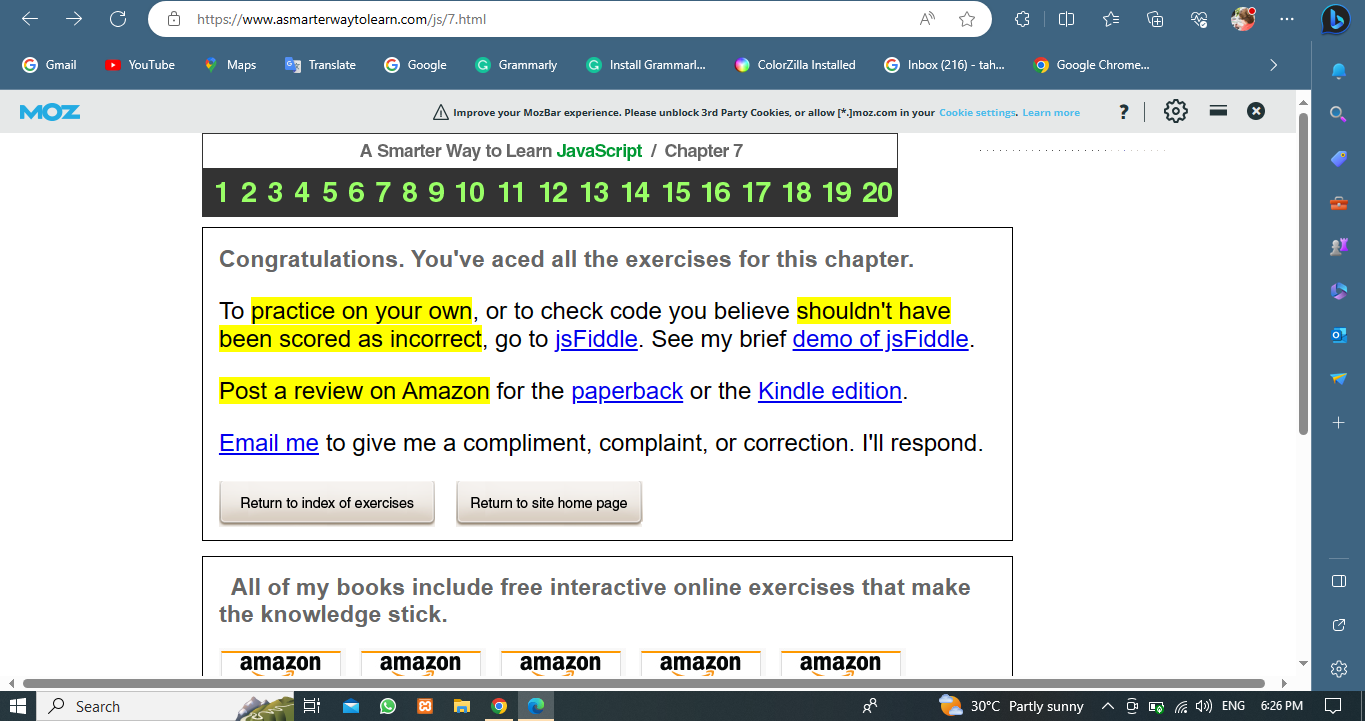 https://www.asmarterwaytolearn.com/js/7.html
Gmail YouTube Maps Translate Google Grammarly Install Grammarl... ColorZilla Installed Inbox (216) - tah... Google Chrome...
MOZ Improve your MozBar experience. Please unblock 3rd Party Cookies, or allow [*.]moz.com in your Cookie settings. Learn more ?
A Smarter Way to Learn JavaScript / Chapter 7
1 2 3 4 5 6 7 8 9 10 11 12 13 14 15 16 17 18 19 20
Congratulations. You've aced all the exercises for this chapter.
To practice on your own, or to check code you believe shouldn't have
been scored as incorrect, go to jsFiddle. See my brief demo of jsFiddle.
Post a review on Amazon for the paperback or the Kindle edition.
Email me to give me a compliment, complaint, or correction. I'll respond.
Return to index of exercises Return to site home page
All of my books include free interactive online exercises that make
the knowledge stick.
amazon amazon amazon amazon amazon
Search 30°C Partly sunny ENG 6:26 PM